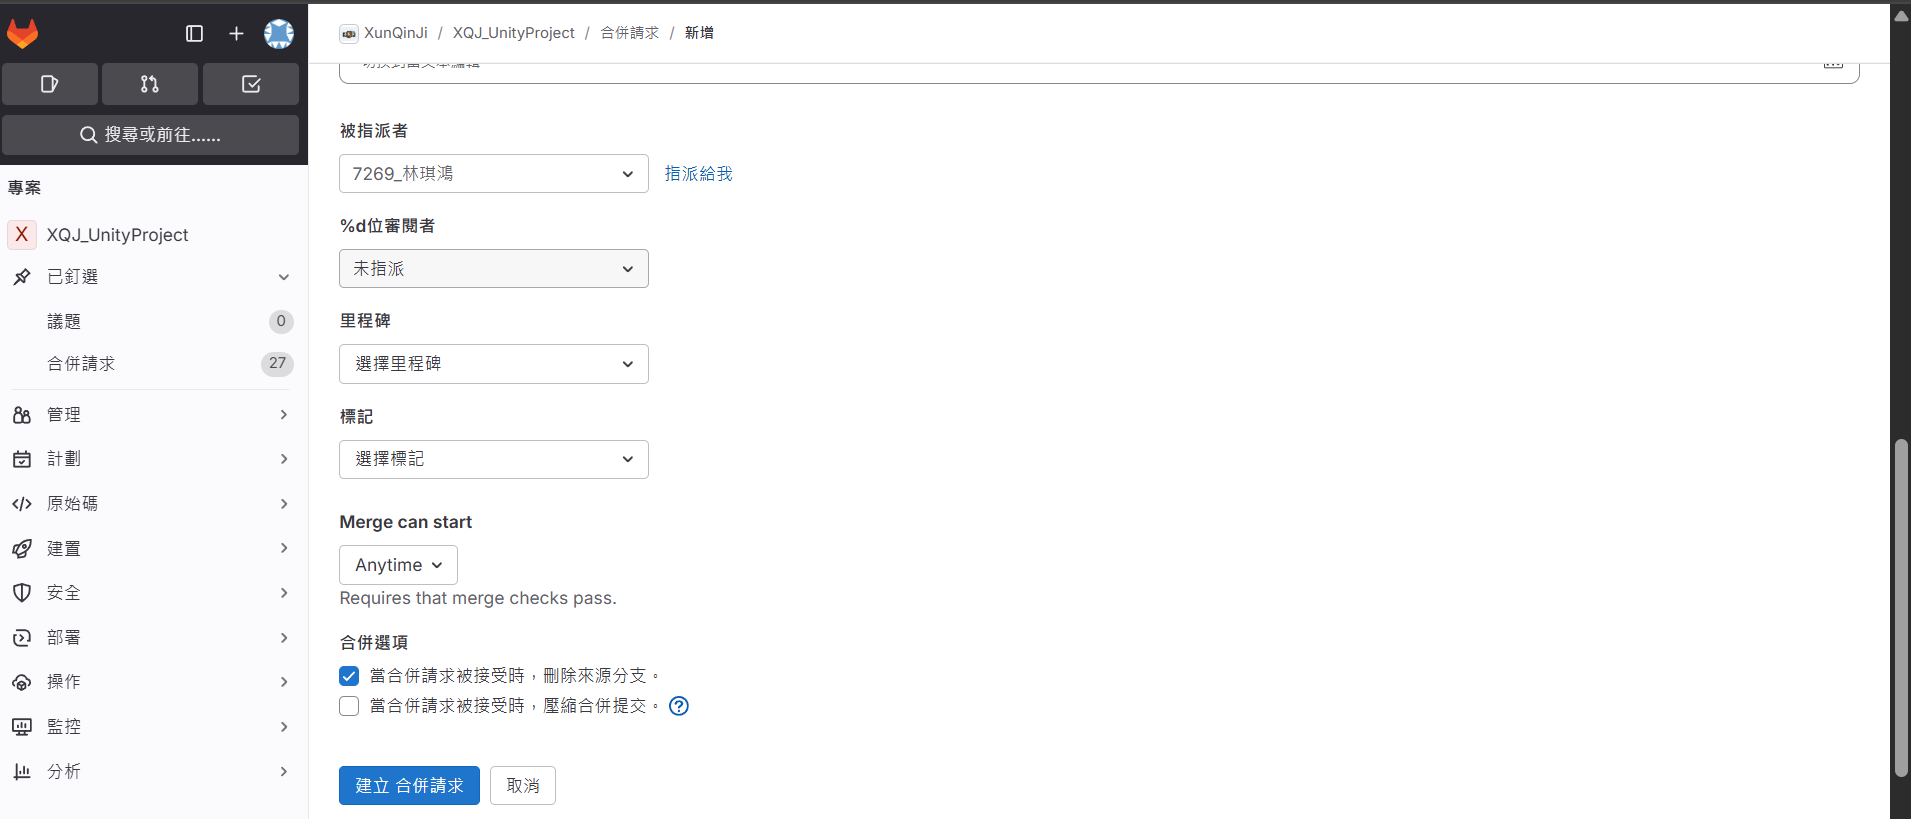 XunQinJi / XQJ_UnityProject / 合併請求 / 新增
搜尋或前往......
專案
X XQJ_UnityProject
已釘選
議題 0
合併請求 27
管理
計劃
原始碼
建置
安全
部署
操作
監控
分析
被指派者
7269_林琪鴻 指派給我
%d位審閱者
未指派
里程碑
選擇里程碑
標記
選擇標記
Merge can start
Anytime
Requires that merge checks pass.
合併選項
當合併請求被接受時，刪除來源分支。
當合併請求被接受時，壓縮合併提交。
建立 合併請求 取消